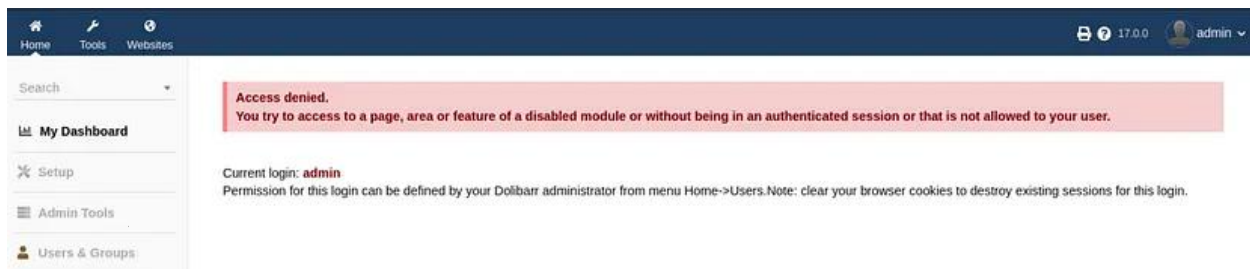 Home Tools Websites 17.0.0 admin
Search
My Dashboard
Setup
Admin Tools
Users & Groups
Access denied.
You try to access to a page, area or feature of a disabled module or without being in an authenticated session or that is not allowed to your user.
Current login: admin
Permission for this login can be defined by your Dolibarr administrator from menu Home->Users.Note: clear your browser cookies to destroy existing sessions for this login.